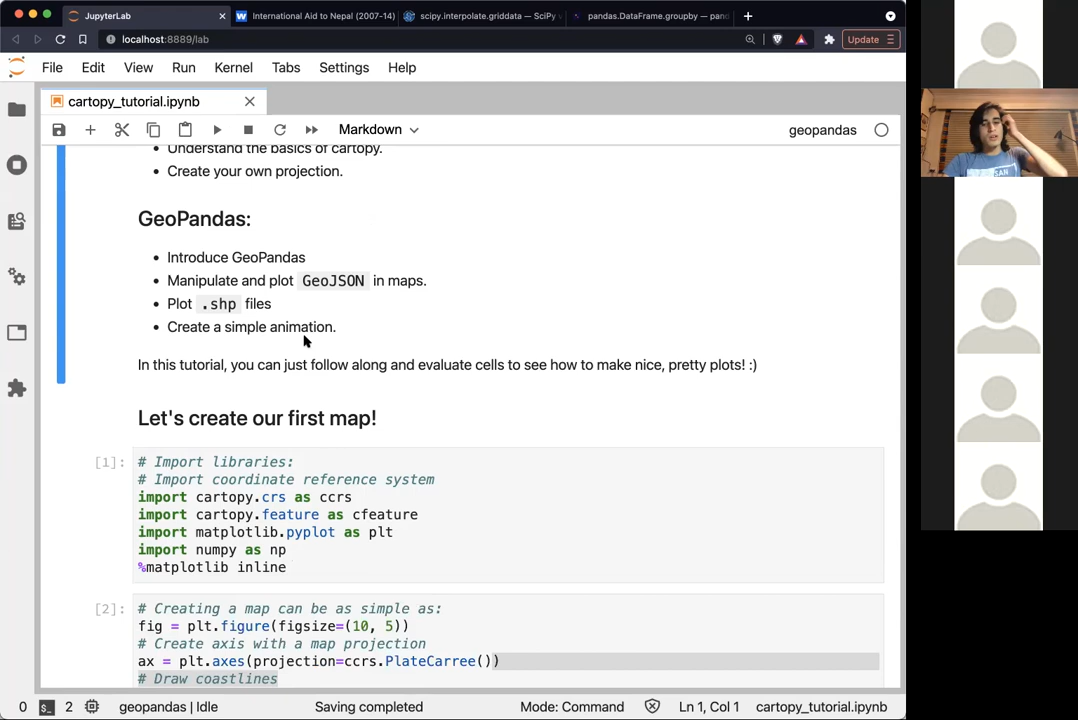 JupyterLab
International Aid to Nepal (2007-14)
scipy.interpolate.griddata — SciPy
pandas.DataFrame.groupby — pand
localhost:8889/lab
Update
File Edit View Run Kernel Tabs Settings Help
cartopy_tutorial.ipynb
Markdown
geopandas
• Understand the basics of cartopy.
• Create your own projection.
GeoPandas:
• Introduce GeoPandas
• Manipulate and plot GeoJSON in maps.
• Plot .shp files
• Create a simple animation.
In this tutorial, you can just follow along and evaluate cells to see how to make nice, pretty plots! :)
Let's create our first map!
[1]:
# Import libraries:
# Import coordinate reference system
import cartopy.crs as ccrs
import cartopy.feature as cfeature
import matplotlib.pyplot as plt
import numpy as np
%matplotlib inline
[2]:
# Creating a map can be as simple as:
fig = plt.figure(figsize=(10, 5))
# Create axis with a map projection
ax = plt.axes(projection=ccrs.PlateCarree())
# Draw coastlines
0 2 geopandas | Idle Saving completed Mode: Command Ln 1, Col 1 cartopy_tutorial.ipynb